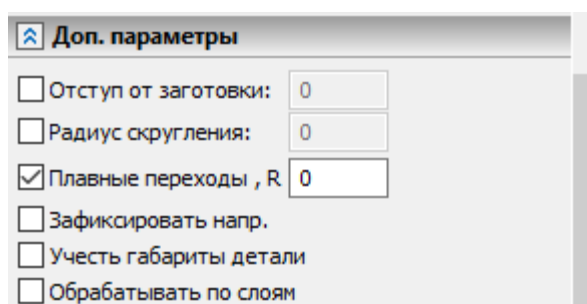 Доп. параметры
Отступ от заготовки: 0
Радиус скругления: 0
Плавные переходы , R 0
Зафиксировать напр.
Учесть габариты детали
Обрабатывать по слоям